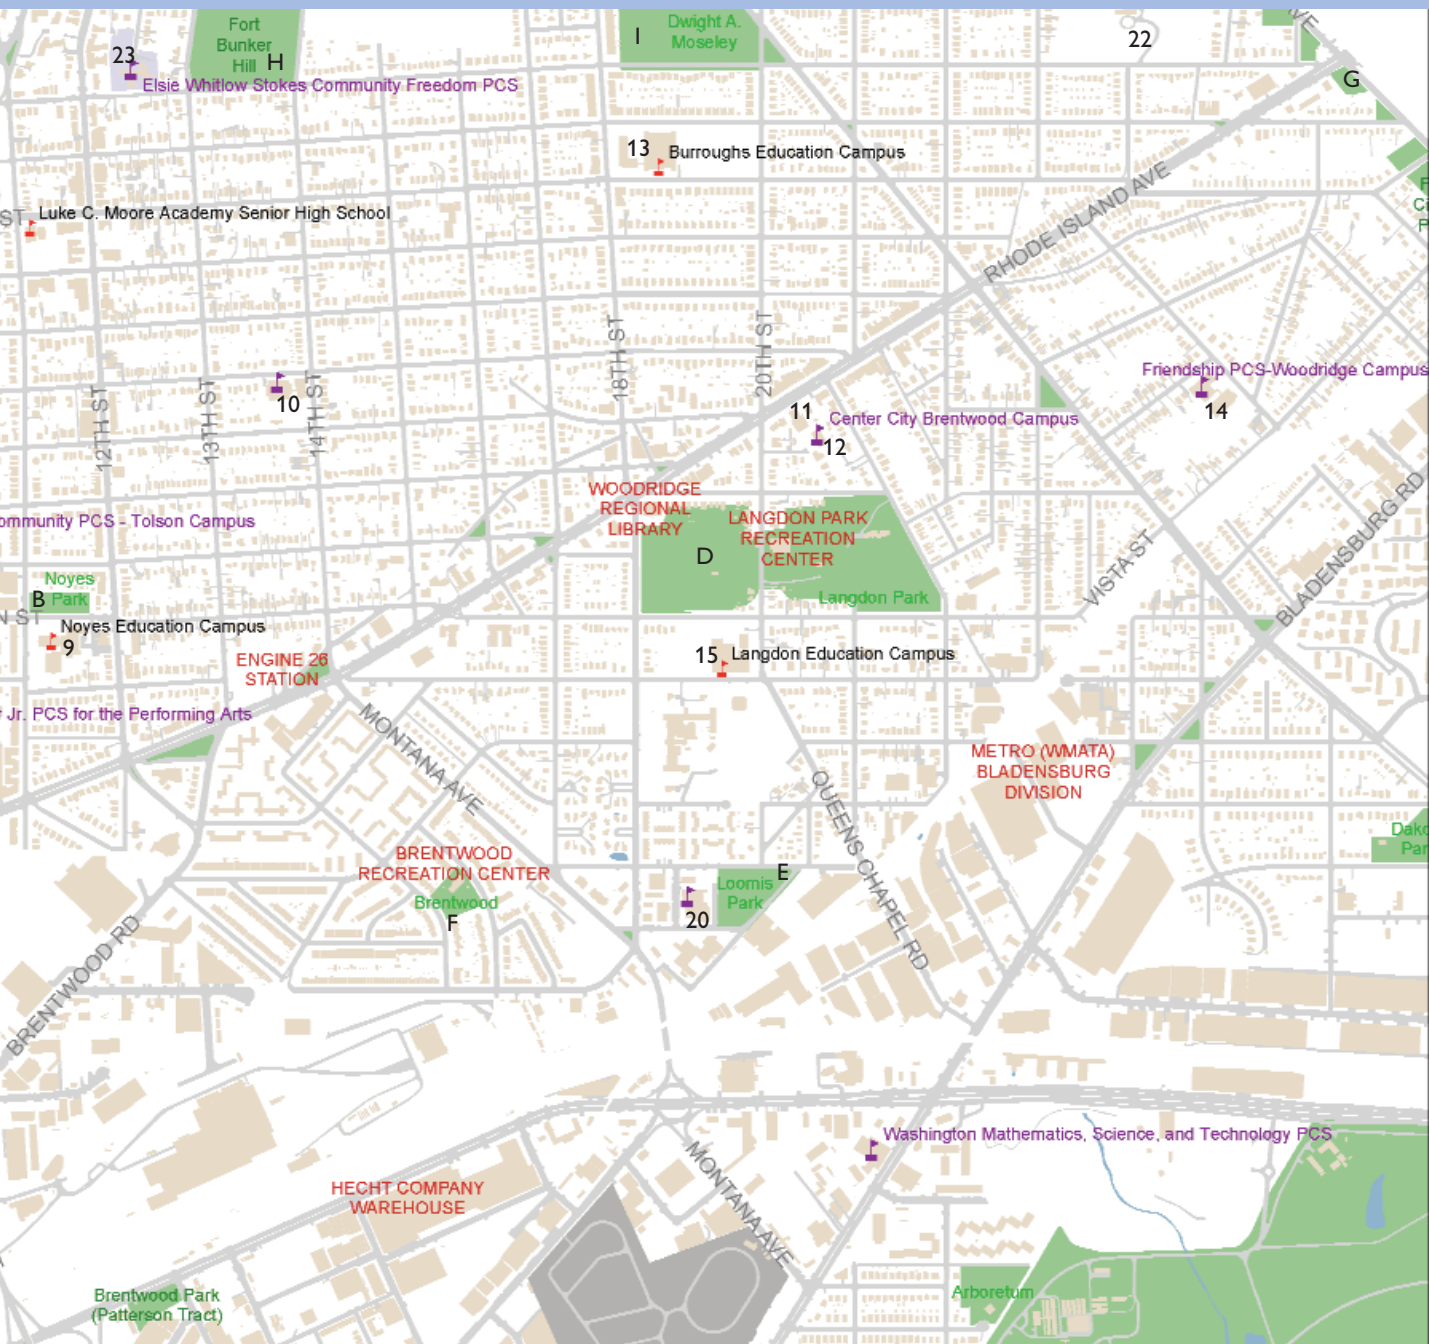 Fort
Bunker
Hill
H
23
Elsie Whitlow Stokes Community Freedom PCS
I
Dwight A.
Moseley
22
AVE
G
13
Burroughs Education Campus
ST
Luke C. Moore Academy Senior High School
RHODE ISLAND AVE
18TH ST
20TH ST
Friendship PCS-Woodridge Campus
14
10
12TH ST
13TH ST
14TH ST
11
Center City Brentwood Campus
12
WOODRIDGE
REGIONAL
LIBRARY
LANGDON PARK
RECREATION
CENTER
D
Langdon Park
ommunity PCS - Tolson Campus
VISTA ST
BLADENSBURG RD
Noyes
Park
B
N ST
Noyes Education Campus
9
ENGINE 26
STATION
15
Langdon Education Campus
Jr. PCS for the Performing Arts
MONTANA AVE
METRO (WMATA)
BLADENSBURG
DIVISION
QUEENS CHAPEL RD
Dako
Par
BRENTWOOD
RECREATION CENTER
Brentwood
F
E
Loomis
Park
20
BRENTWOOD RD
Washington Mathematics, Science, and Technology PCS
MONTANA AVE
HECHT COMPANY
WAREHOUSE
Brentwood Park
(Patterson Tract)
Arboretum